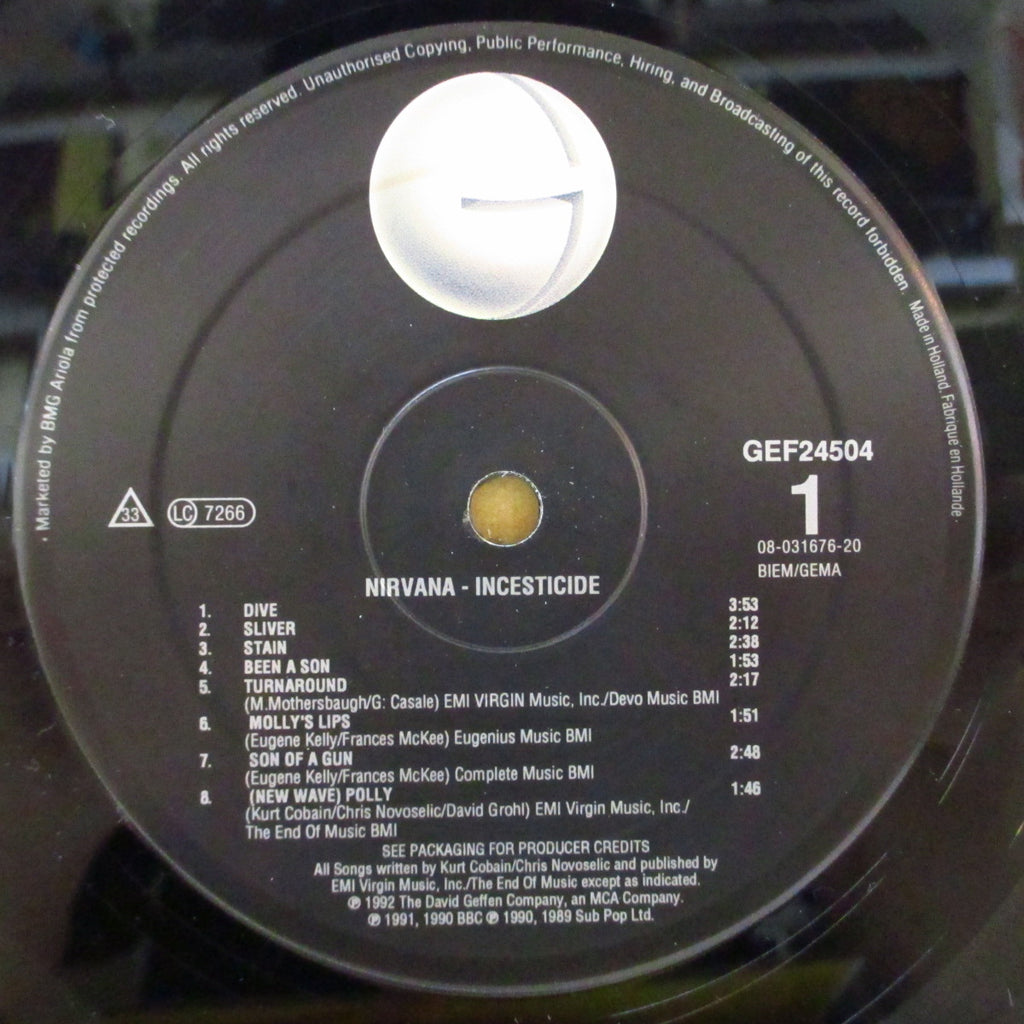 · Marketed by BMG Ariola from protected recordings. All rights reserved. Unauthorised Copying, Public Performance, Hiring, and Broadcasting of this record forbidden. Made in Holland. Fabriqué en Hollande ·
GEF24504
1
33
LC 7266
08-031676-20
BIEM/GEMA
NIRVANA - INCESTICIDE
1. DIVE 3:53
2. SLIVER 2:12
3. STAIN 2:38
4. BEEN A SON 1:53
5. TURNAROUND 2:17
(M.Mothersbaugh/G: Casale) EMI VIRGIN Music, Inc./Devo Music BMI
6. MOLLY'S LIPS 1:51
(Eugene Kelly/Frances McKee) Eugenius Music BMI
7. SON OF A GUN 2:48
(Eugene Kelly/Frances McKee) Complete Music BMI
8. (NEW WAVE) POLLY 1:46
(Kurt Cobain/Chris Novoselic/David Grohl) EMI Virgin Music, Inc./
The End Of Music BMI
SEE PACKAGING FOR PRODUCER CREDITS
All Songs written by Kurt Cobain/Chris Novoselic and published by
EMI Virgin Music, Inc./The End Of Music except as indicated.
℗ 1992 The David Geffen Company, an MCA Company.
℗ 1991, 1990 BBC ℗ 1990, 1989 Sub Pop Ltd.